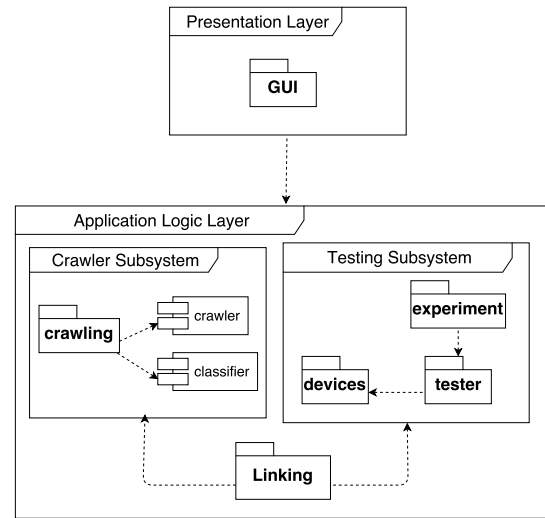 Presentation Layer
GUI
Application Logic Layer
Crawler Subsystem
crawling
crawler
classifier
Testing Subsystem
experiment
devices
tester
Linking